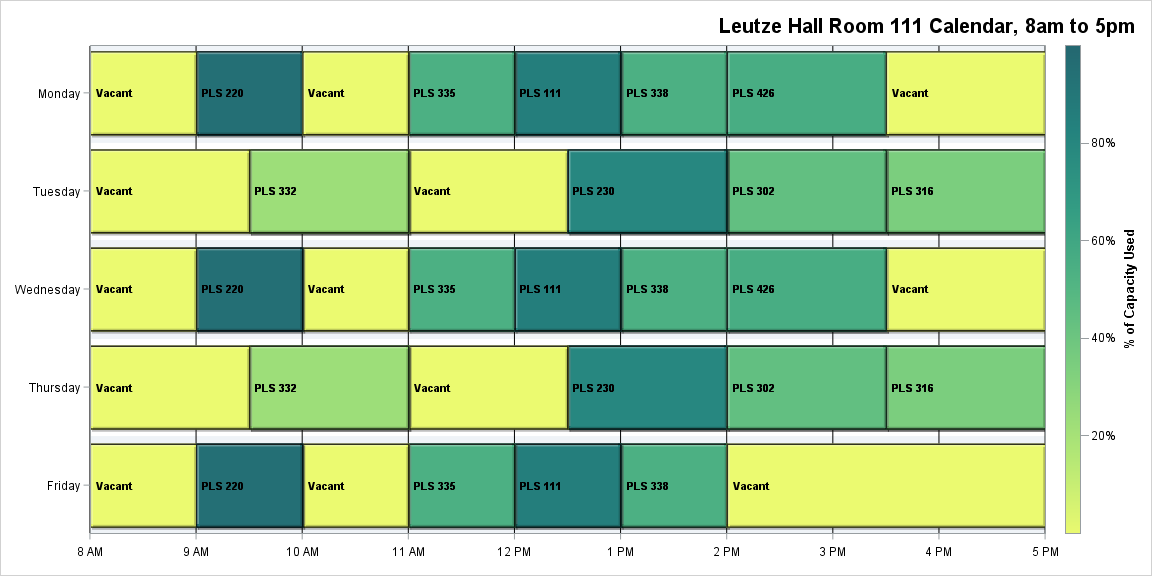 Leutze Hall Room 111 Calendar, 8am to 5pm
Monday
Vacant
PLS 220
Vacant
PLS 335
PLS 111
PLS 338
PLS 426
Vacant
Tuesday
Vacant
PLS 332
Vacant
PLS 230
PLS 302
PLS 316
Wednesday
Vacant
PLS 220
Vacant
PLS 335
PLS 111
PLS 338
PLS 426
Vacant
Thursday
Vacant
PLS 332
Vacant
PLS 230
PLS 302
PLS 316
Friday
Vacant
PLS 220
Vacant
PLS 335
PLS 111
PLS 338
Vacant
8 AM
9 AM
10 AM
11 AM
12 PM
1 PM
2 PM
3 PM
4 PM
5 PM
80%
60%
40%
20%
% of Capacity Used